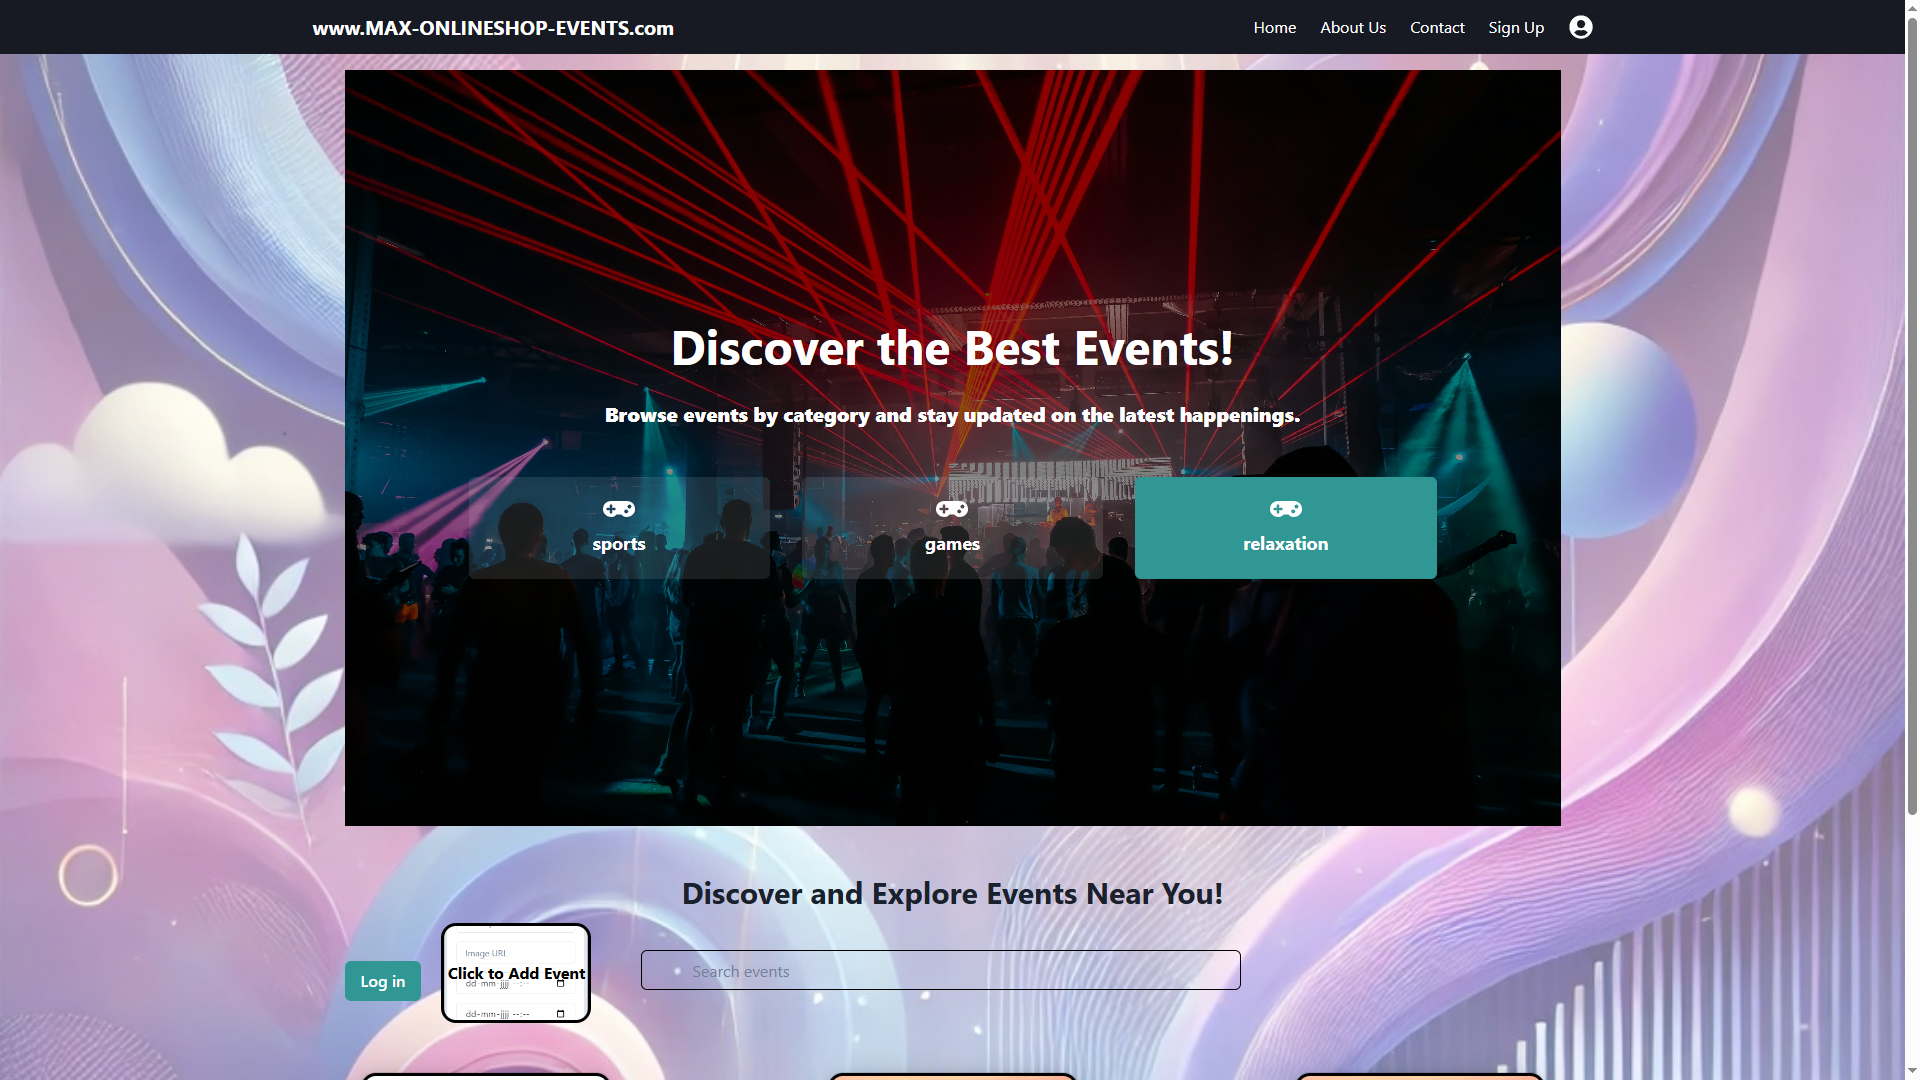 www.MAX-ONLINESHOP-EVENTS.com
Home
About Us
Contact
Sign Up
Discover the Best Events!
Browse events by category and stay updated on the latest happenings.
sports
games
relaxation
Discover and Explore Events Near You!
Image URL
Click to Add Event
dd-mm-jjjj --:--
dd-mm-jjjj --:--
Log in
Search events